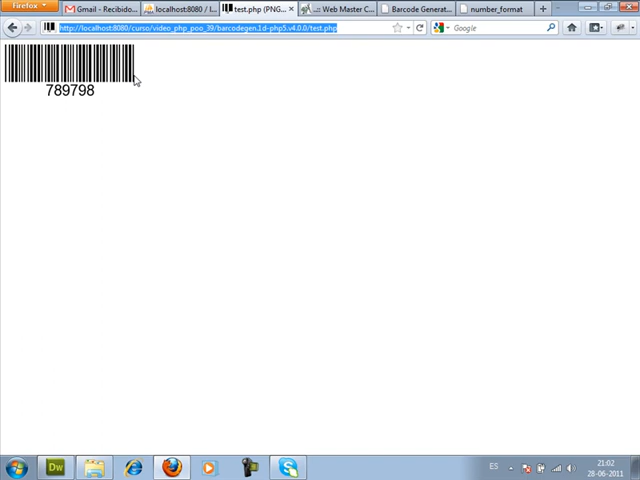 Firefox
Gmail - Recibido...
localhost:8080 / l...
test.php (PNG...
.:: Web Master C...
Barcode Generat...
number_format
http://localhost:8080/curso/video_php_poo_39/barcodegen.1d-php5.v4.0.0/test.php
Google
789798
Dw
ES
21:02
28-06-2011